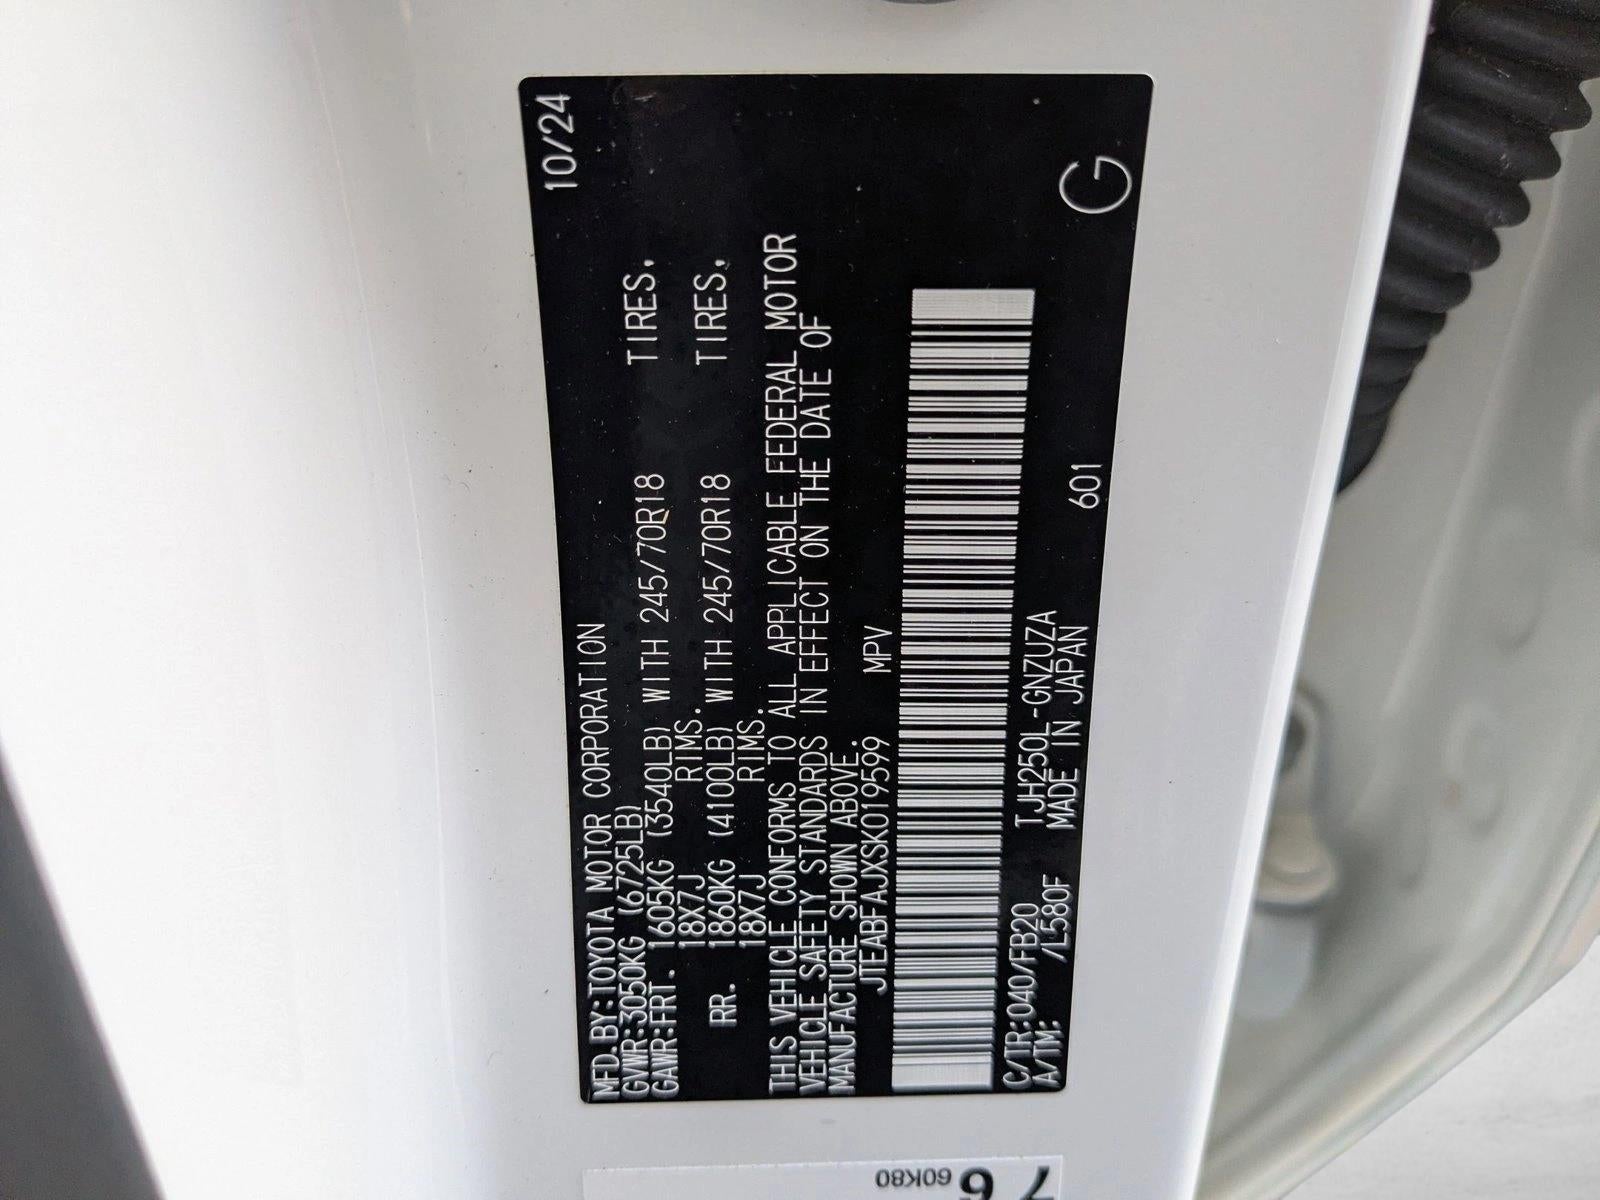 MFD.BY:TOYOTA MOTOR CORPORATION 10/24
GVWR:3050KG (6725LB)
GAWR:FRT. 1605KG (3540LB) WITH 245/70R18 TIRES,
18X7J RIMS.
RR. 1860KG (4100LB) WITH 245/70R18 TIRES,
18X7J RIMS.
THIS VEHICLE CONFORMS TO ALL APPLICABLE FEDERAL MOTOR
VEHICLE SAFETY STANDARDS IN EFFECT ON THE DATE OF
MANUFACTURE SHOWN ABOVE.
JTEABFAJXSK019599 MPV
C/TR:040/FB20 TJH250L-GNZUZA
A/TM: /L580F MADE IN JAPAN 601 G
76
60K80